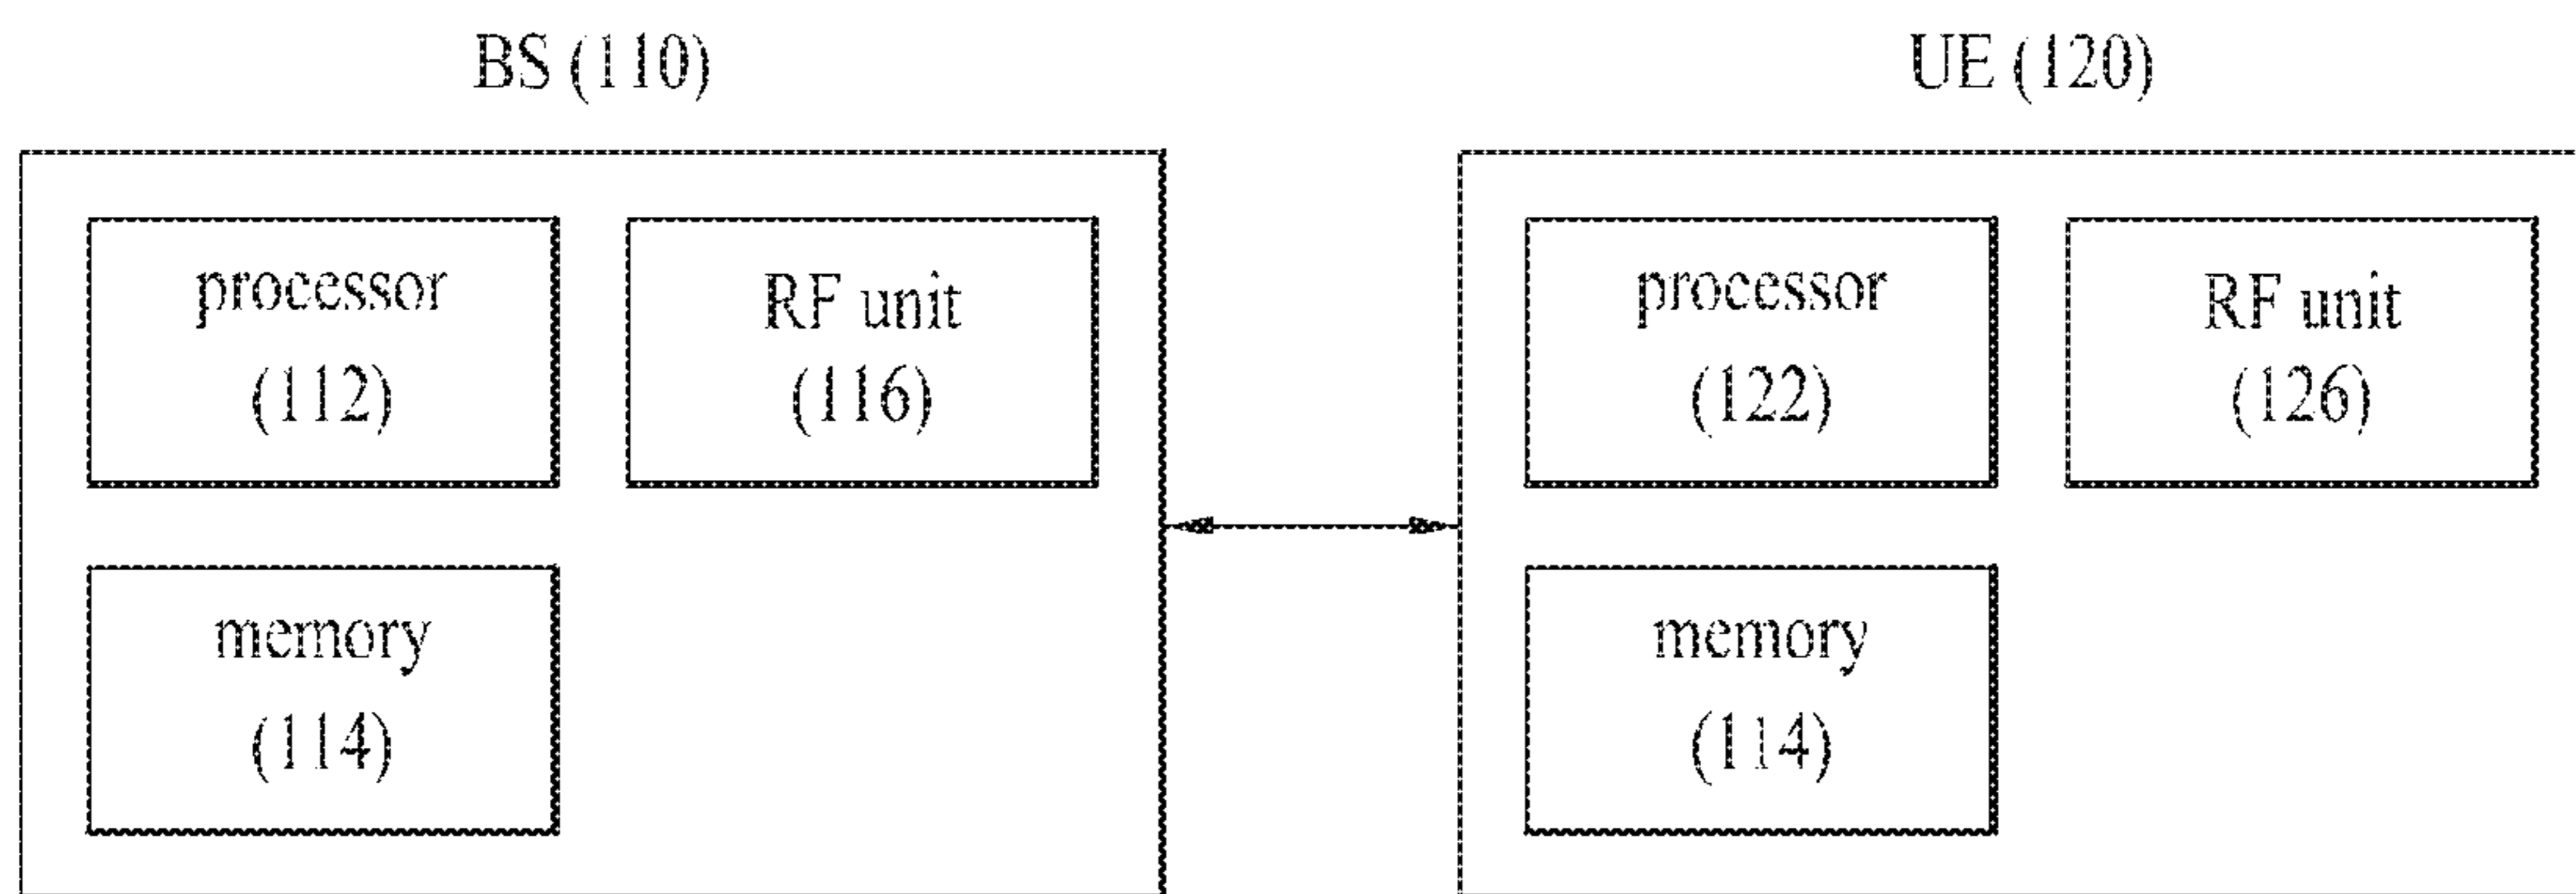 BS (110)
UE (120)
processor
(112)
RF unit
(116)
processor
(122)
RF unit
(126)
memory
(114)
memory
(114)